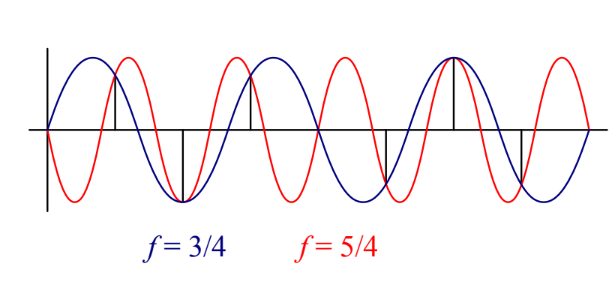 f = 3/4 f = 5/4